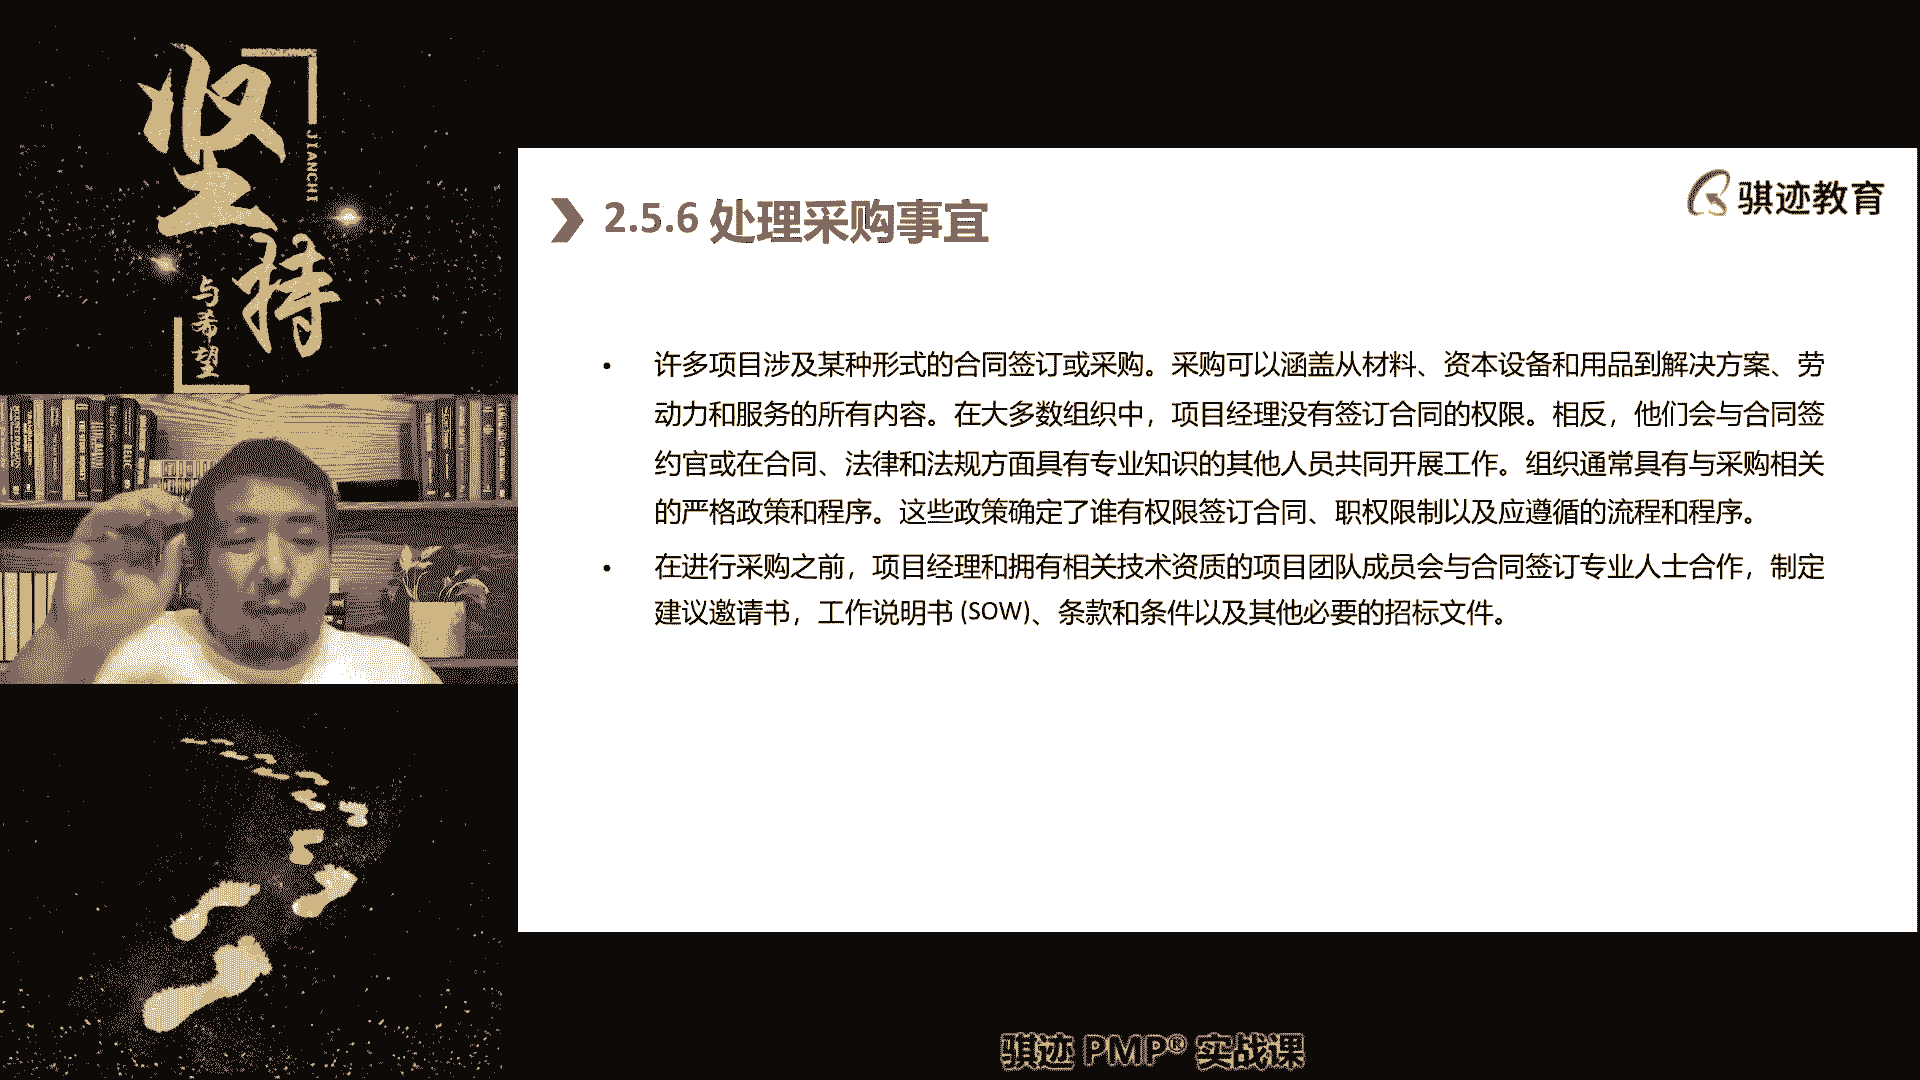 坚持
JIANCHI
与希望
骐迹教育
2.5.6 处理采购事宜
• 许多项目涉及某种形式的合同签订或采购。采购可以涵盖从材料、资本设备和用品到解决方案、劳
动力和服务的所有内容。在大多数组织中，项目经理没有签订合同的权限。相反，他们会与合同签
约官或在合同、法律和法规方面具有专业知识的其他人员共同开展工作。组织通常具有与采购相关
的严格政策和程序。这些政策确定了谁有权限签订合同、职权限制以及应遵循的流程和程序。
• 在进行采购之前，项目经理和拥有相关技术资质的项目团队成员会与合同签订专业人士合作，制定
建议邀请书，工作说明书 (SOW)、条款和条件以及其他必要的招标文件。
骐迹 PMP® 实战课